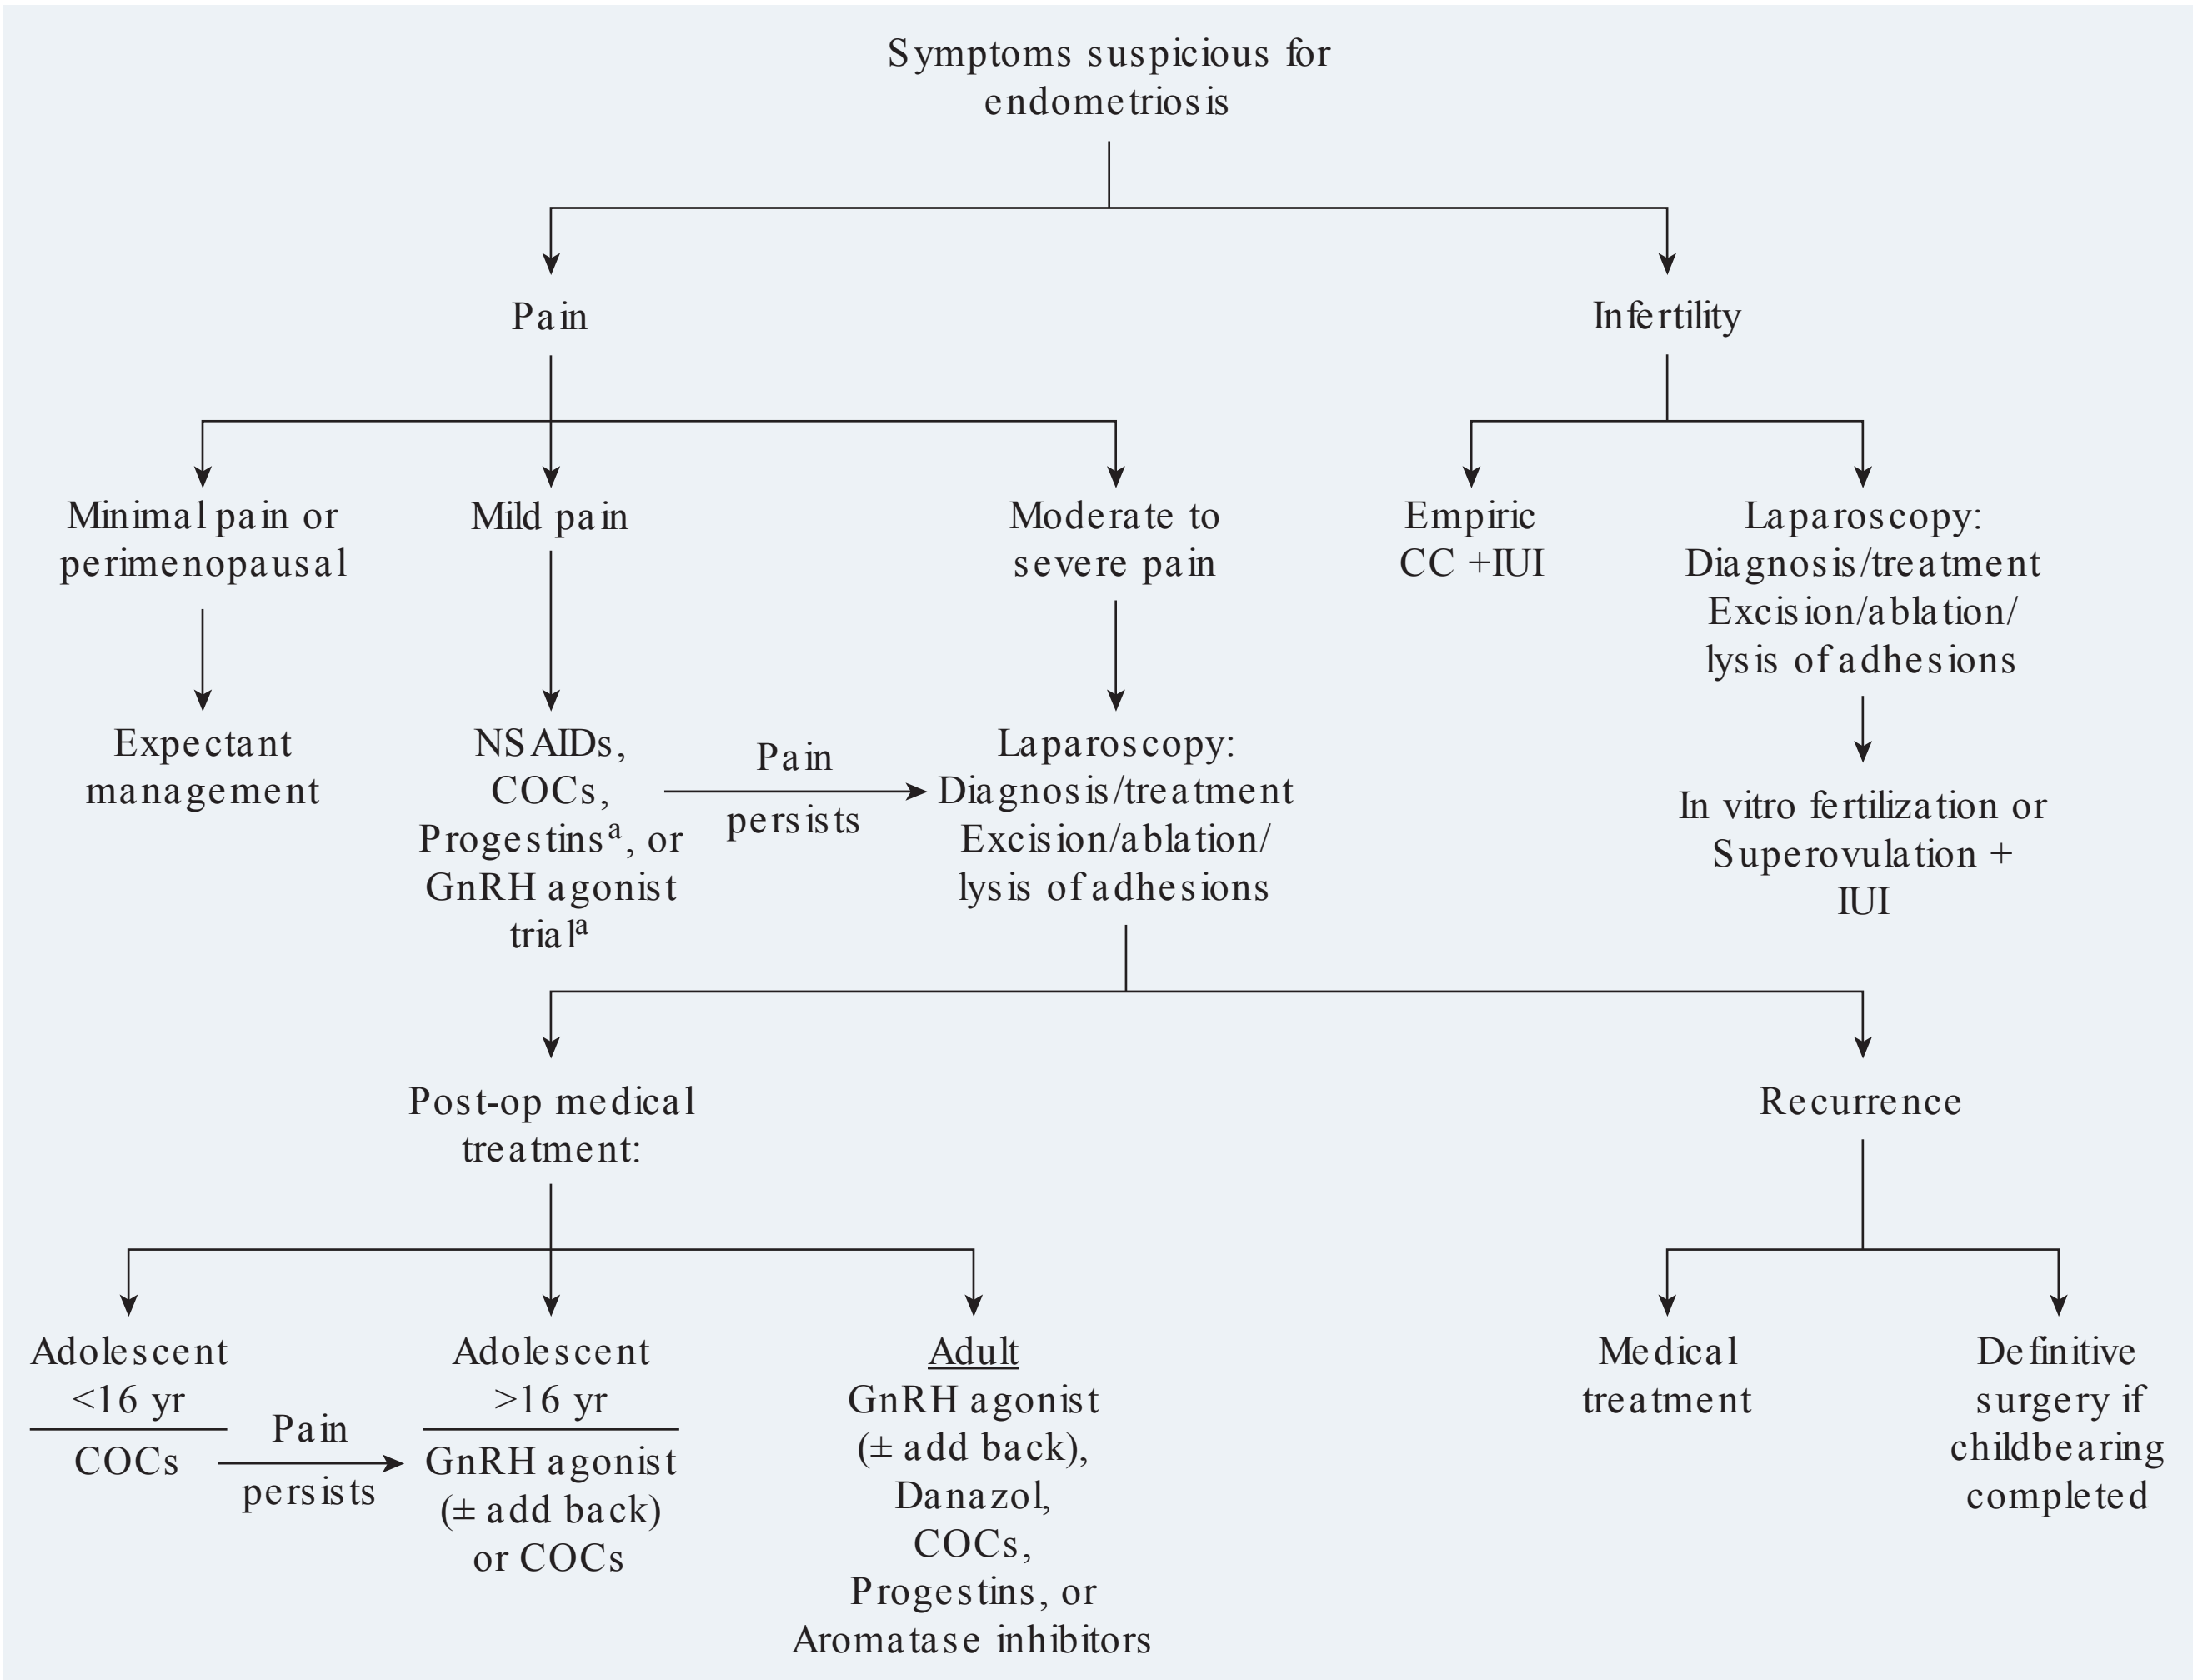 Symptoms suspicious for
endometriosis
Pain
Infertility
Minimal pain or
perimenopausal
Mild pain
Moderate to
severe pain
Empiric
CC +IUI
Laparoscopy:
Diagnosis/treatment
Excision/ablation/
lysis of adhesions
Expectant
management
NSAIDs,
COCs,
Progestinsᵃ, or
GnRH agonist
trialᵃ
Pain
persists
Laparoscopy:
Diagnosis/treatment
Excision/ablation/
lysis of adhesions
In vitro fertilization or
Superovulation +
IUI
Post-op medical
treatment:
Recurrence
Adolescent
<16 yr
COCs
Pain
persists
Adolescent
>16 yr
GnRH agonist
(± add back)
or COCs
Adult
GnRH agonist
(± add back),
Danazol,
COCs,
Progestins, or
Aromatase inhibitors
Medical
treatment
Definitive
surgery if
childbearing
completed